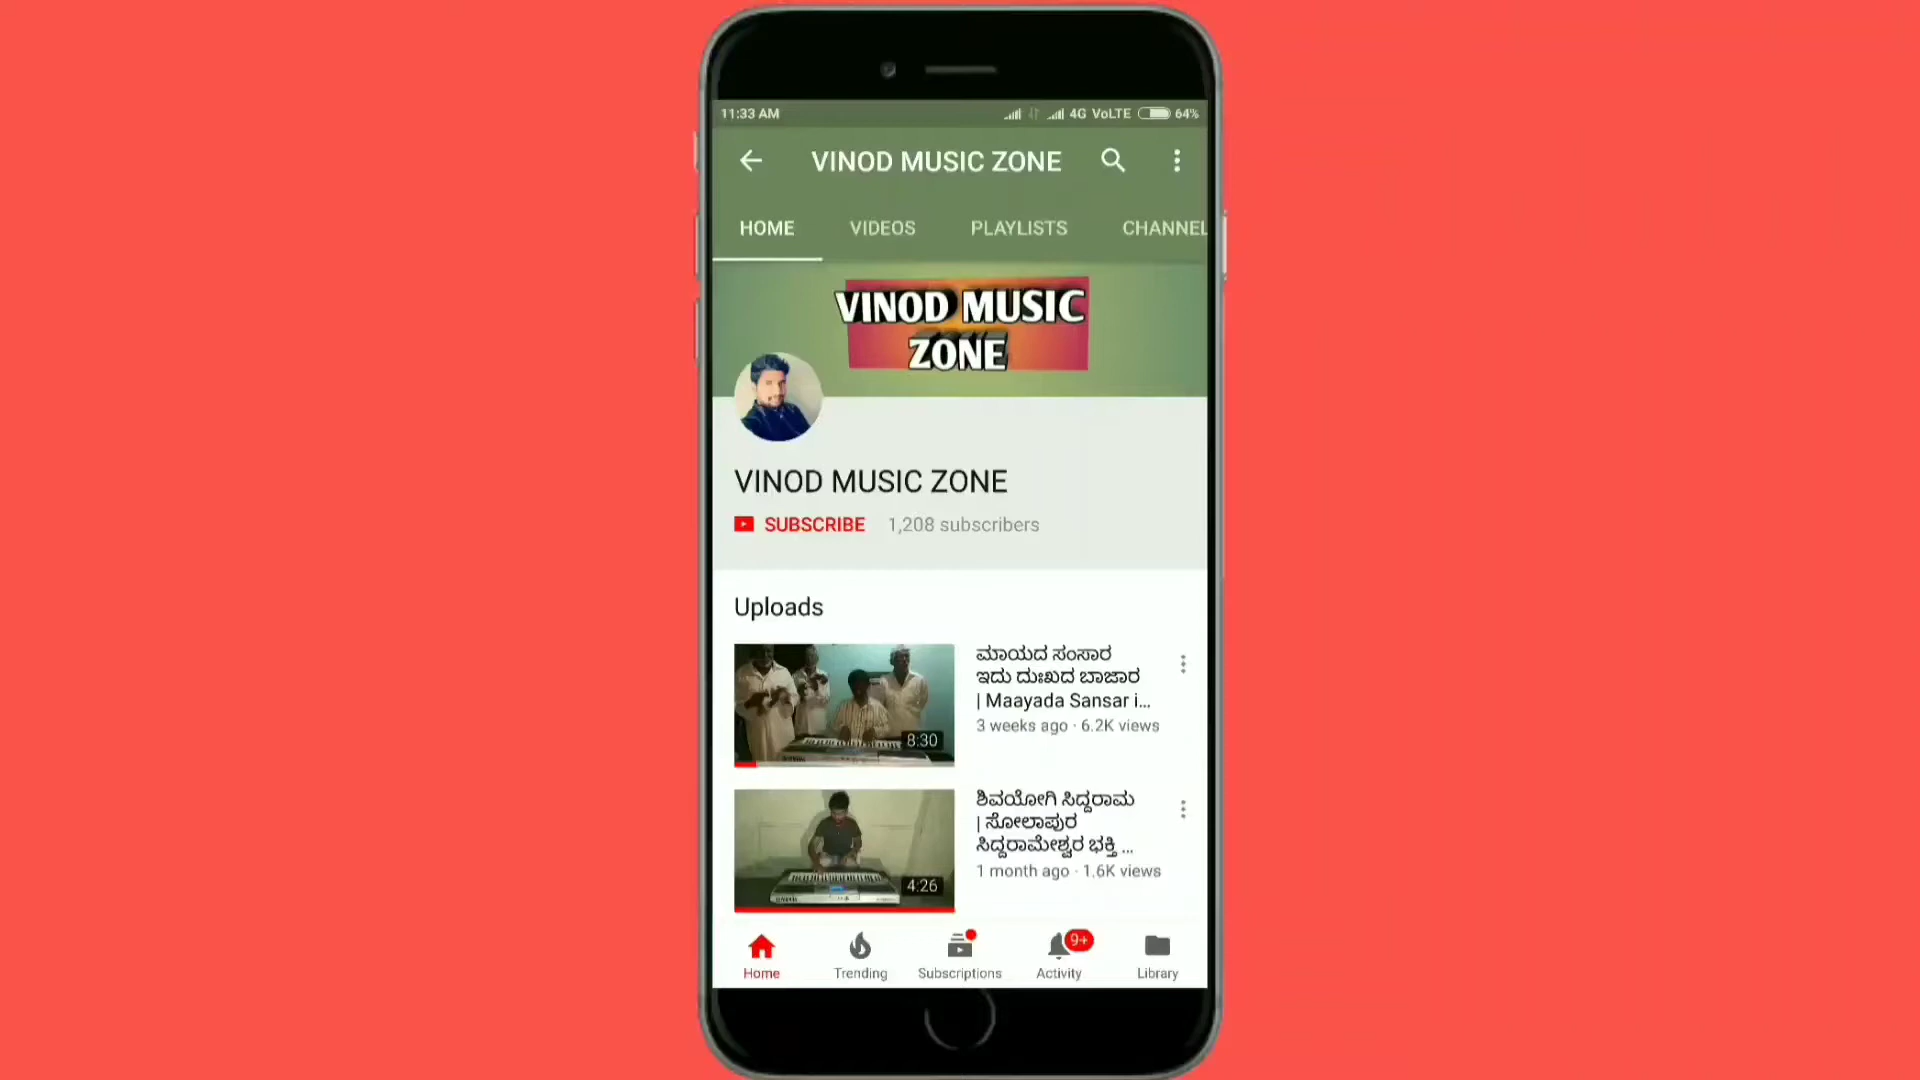 11:33 AM 4G VoLTE 64%
VINOD MUSIC ZONE
HOME VIDEOS PLAYLISTS CHANNEL
VINOD MUSIC
ZONE
VINOD MUSIC ZONE
SUBSCRIBE 1,208 subscribers
Uploads
ಮಾಯದ ಸಂಸಾರ
ಇದು ದುಃಖದ ಬಾಜಾರ
| Maayada Sansar i...
3 weeks ago · 6.2K views
8:30
ಶಿವಯೋಗಿ ಸಿದ್ದರಾಮ
| ಸೋಲಾಪುರ
ಸಿದ್ದರಾಮೇಶ್ವರ ಭಕ್ತಿ ...
1 month ago · 1.6K views
4:26
9+
Home Trending Subscriptions Activity Library